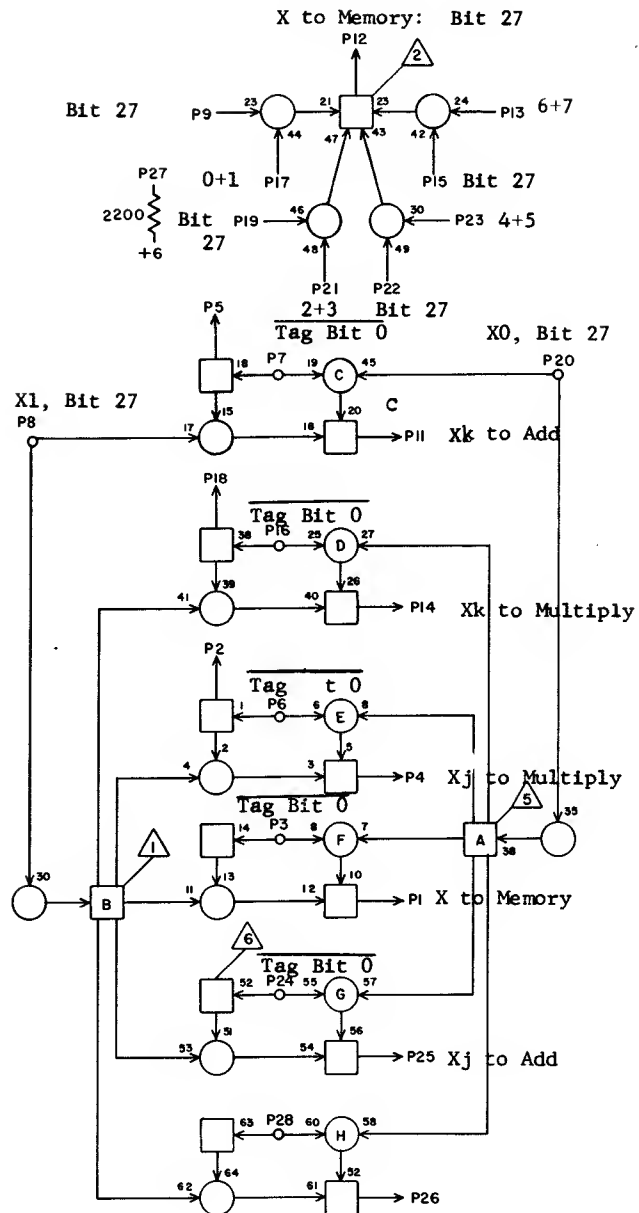 X to Memory: Bit 27
P12
2
Bit 27 P9 23 21 23 24 P13 6+7
44 47 43 42
P27 0+1 P17 P15 Bit 27
2200 Bit P19 46 30 P23 4+5
+6 27 48 49
P21 P22
2+3 Bit 27
P5 Tag Bit 0 X0, Bit 27
P7 P20
18 19 C 45
X1, Bit 27 15 20 C
P8 17 18 P11 Xk to Add
P18 Tag Bit 0
P16
38 25 D 27
39 26
41 40 P14 Xk to Multiply
P2 Tag t 0
P6
1 6 E 8
2 5
4 3 P4 Xj to Multiply
Tag Bit 0 5
P3 35
14 8 F 7 A 38
1 13 10
30 B 11 12 P1 X to Memory
6 Tag Bit 0
P24
52 55 G 57
51 56
53 54 P25 Xj to Add
P28
63 60 H 58
64 52
62 61 P26